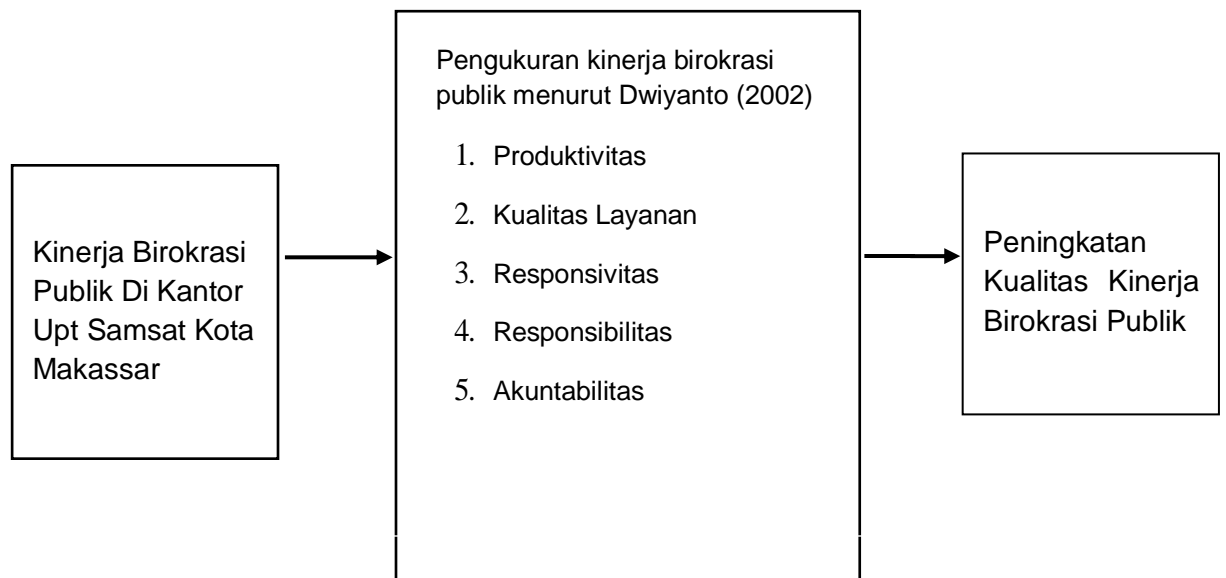 Kinerja Birokrasi
Publik Di Kantor
Upt Samsat Kota
Makassar
Pengukuran kinerja birokrasi
publik menurut Dwiyanto (2002)
1. Produktivitas
2. Kualitas Layanan
3. Responsivitas
4. Responsibilitas
5. Akuntabilitas
Peningkatan
Kualitas Kinerja
Birokrasi Publik